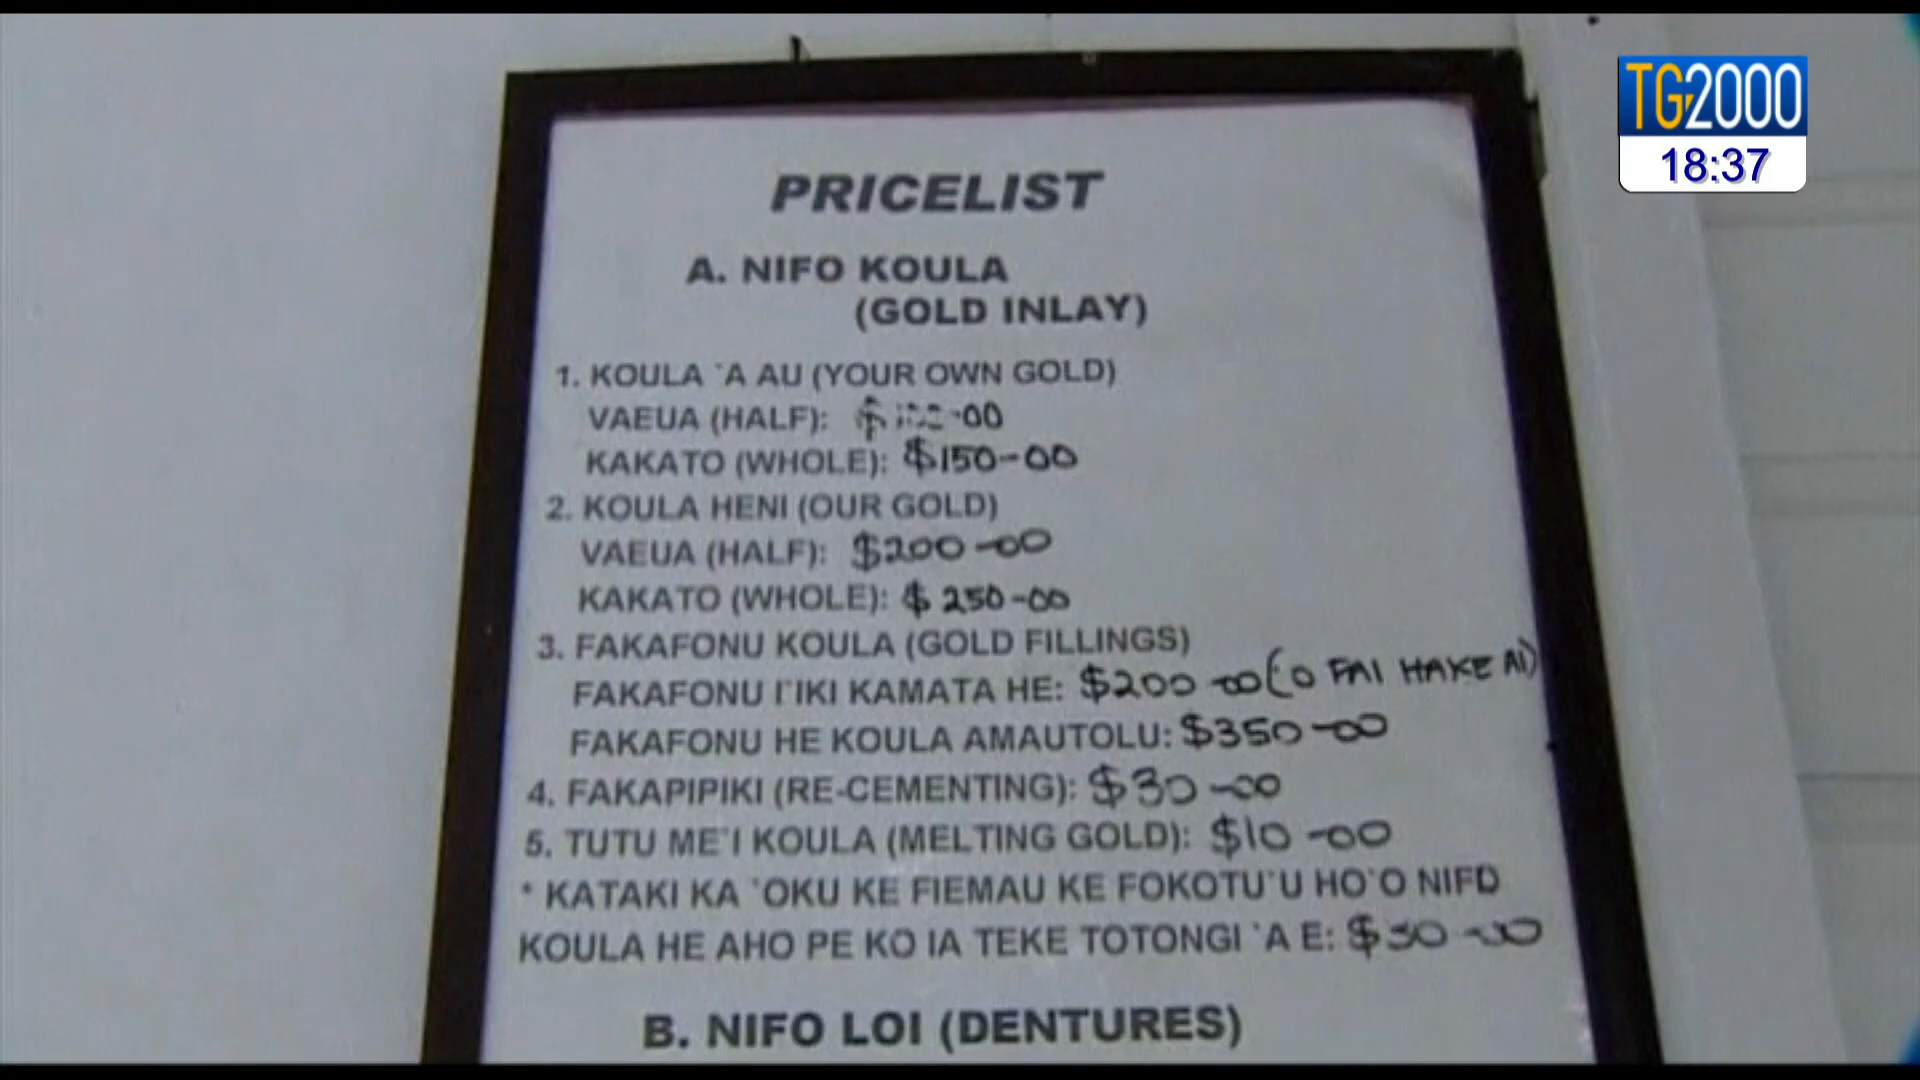 TG2000
18:37
PRICELIST
A. NIFO KOULA
(GOLD INLAY)
1. KOULA `A AU (YOUR OWN GOLD)
VAEUA (HALF):
KAKATO (WHOLE): $150-00
2. KOULA HENI (OUR GOLD)
VAEUA (HALF): $200-00
KAKATO (WHOLE): $250-00
3. FAKAFONU KOULA (GOLD FILLINGS)
FAKAFONU I'IKI KAMATA HE: $200-00 ('O FAI HAKE AI)
FAKAFONU HE KOULA AMAUTOLU: $350-00
4. FAKAPIPIKI (RE-CEMENTING): $30-00
5. TUTU ME`I KOULA (MELTING GOLD): $10-00
* KATAKI KA `OKU KE FIEMAU KE FOKOTU`U HO`O NIFO
KOULA HE AHO PE KO IA TEKE TOTONGI `A E:
B. NIFO LOI (DENTURES)